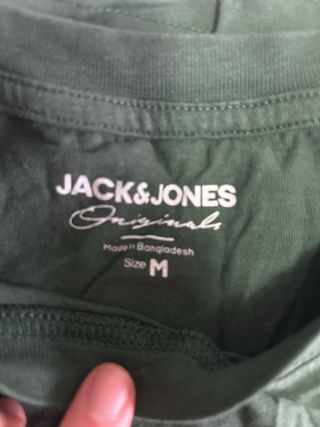 JACK&JONES
Originals
Made in Bangladesh
Size M